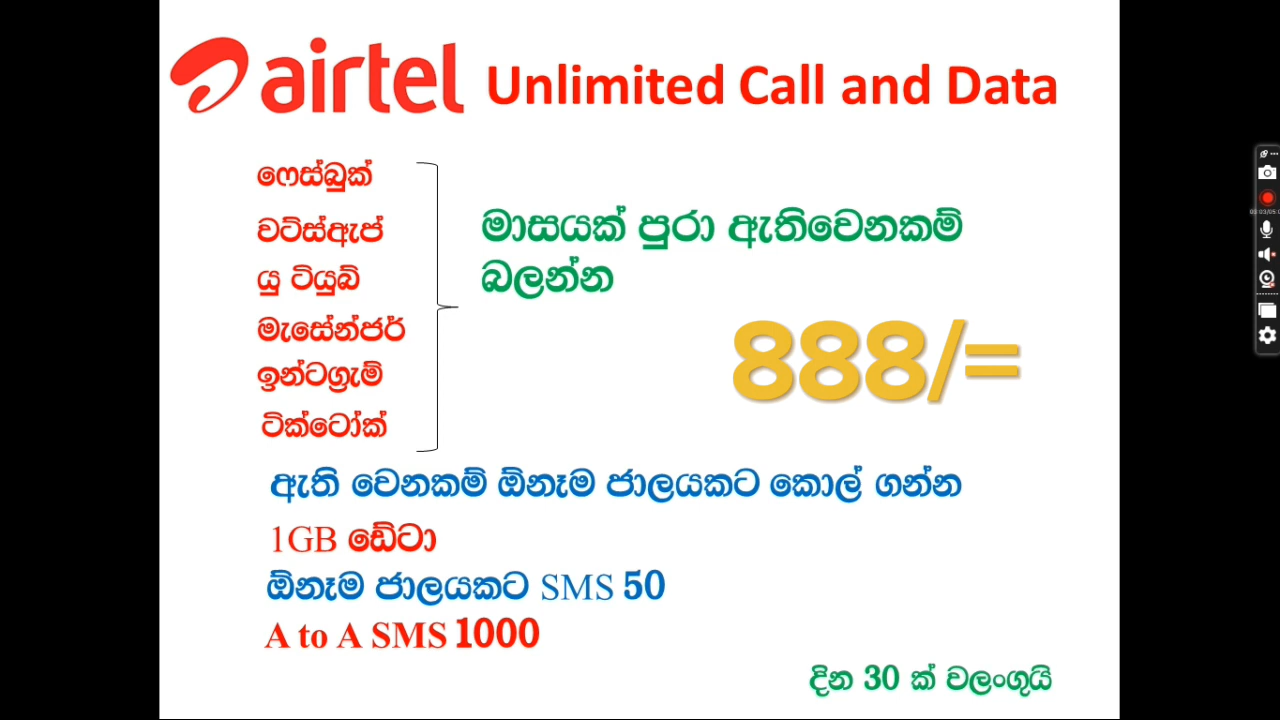 airtel Unlimited Call and Data
ෆෙස්බුක්
වට්ස්ඇප්
යු ටියුබ්
මැසේන්ජර්
ඉන්ටග්‍රැම්
ටික්ටෝක්
මාසයක් පුරා ඇතිවෙනකම්
බලන්න
888/=
ඇති වෙනකම් ඕනෑම ජාලයකට කෝල් ගන්න
1GB ඩේටා
ඕනෑම ජාලයකට SMS 50
A to A SMS 1000
දින 30 ක් වලංගුයි